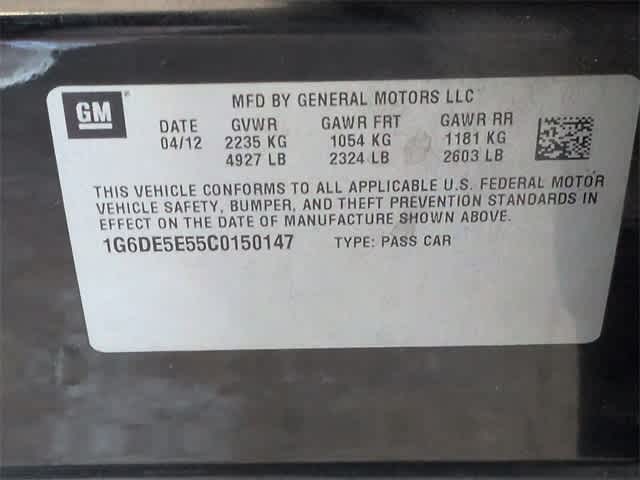 GM
MFD BY GENERAL MOTORS LLC
DATE GVWR GAWR FRT GAWR RR
04/12 2235 KG 1054 KG 1181 KG
4927 LB 2324 LB 2603 LB
THIS VEHICLE CONFORMS TO ALL APPLICABLE U.S. FEDERAL MOTOR
VEHICLE SAFETY, BUMPER, AND THEFT PREVENTION STANDARDS IN
EFFECT ON THE DATE OF MANUFACTURE SHOWN ABOVE.
1G6DE5E55C0150147 TYPE: PASS CAR